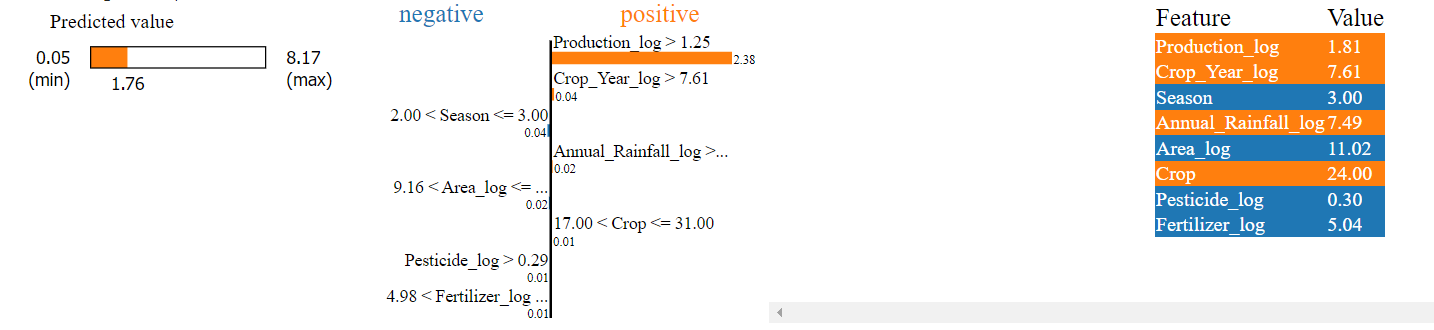 Predicted value
0.05
(min)
1.76
8.17
(max)
negative
positive
Production_log > 1.25
2.38
Crop_Year_log > 7.61
0.04
2.00 < Season <= 3.00
0.04
Annual_Rainfall_log >...
0.02
9.16 < Area_log <= ...
0.02
17.00 < Crop <= 31.00
0.01
Pesticide_log > 0.29
0.01
4.98 < Fertilizer_log ...
0.01
Feature Value
Production_log 1.81
Crop_Year_log 7.61
Season 3.00
Annual_Rainfall_log 7.49
Area_log 11.02
Crop 24.00
Pesticide_log 0.30
Fertilizer_log 5.04